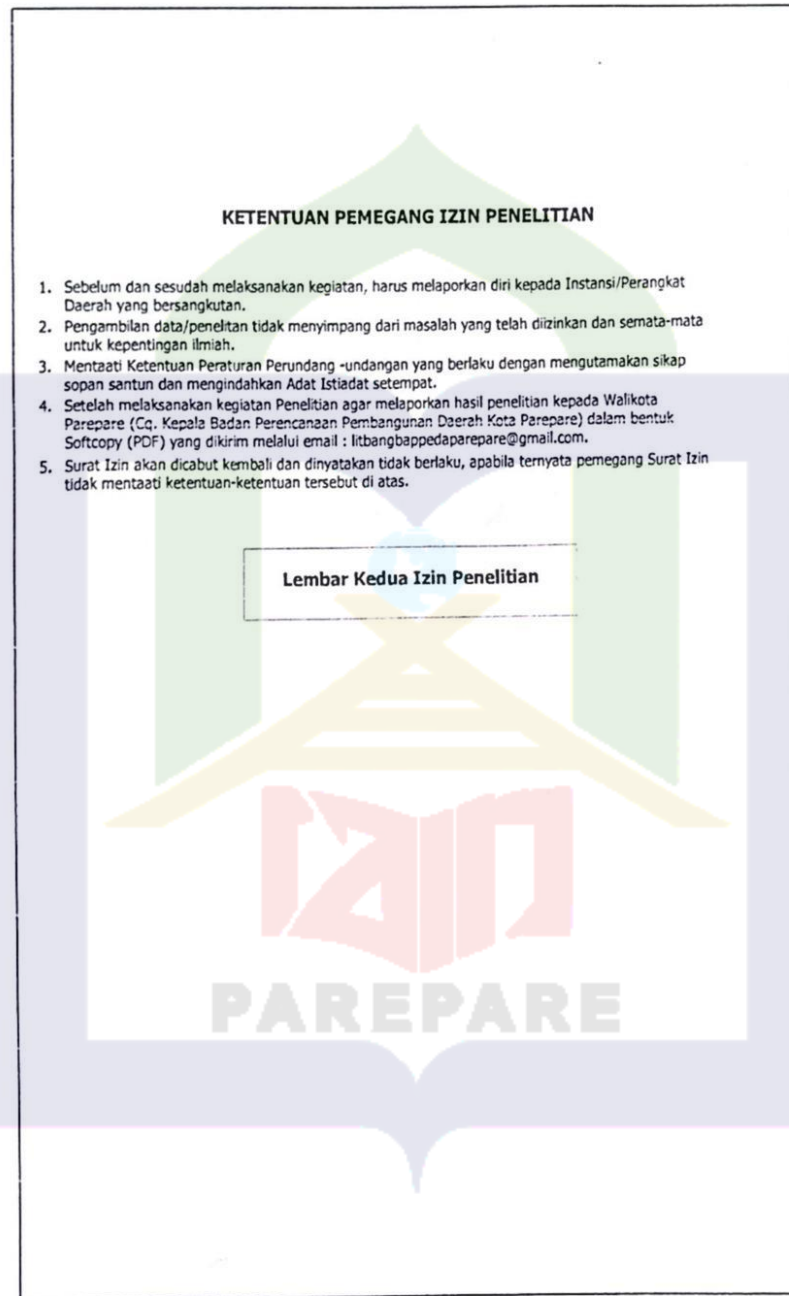 KETENTUAN PEMEGANG IZIN PENELITIAN
1. Sebelum dan sesudah melaksanakan kegiatan, harus melaporkan diri kepada Instansi/Perangkat
Daerah yang bersangkutan.
2. Pengambilan data/penelitan tidak menyimpang dari masalah yang telah diizinkan dan semata-mata
untuk kepentingan ilmiah.
3. Mentaati Ketentuan Peraturan Perundang -undangan yang berlaku dengan mengutamakan sikap
sopan santun dan mengindahkan Adat Istiadat setempat.
4. Setelah melaksanakan kegiatan Penelitian agar melaporkan hasil penelitian kepada Walikota
Parepare (Cq. Kepala Badan Perencanaan Pembangunan Daerah Kota Parepare) dalam bentuk
Softcopy (PDF) yang dikirim melalui email : litbangbappedaparepare@gmail.com.
5. Surat Izin akan dicabut kembali dan dinyatakan tidak berlaku, apabila ternyata pemegang Surat Izin
tidak mentaati ketentuan-ketentuan tersebut di atas.
Lembar Kedua Izin Penelitian
iain
PAREPARE